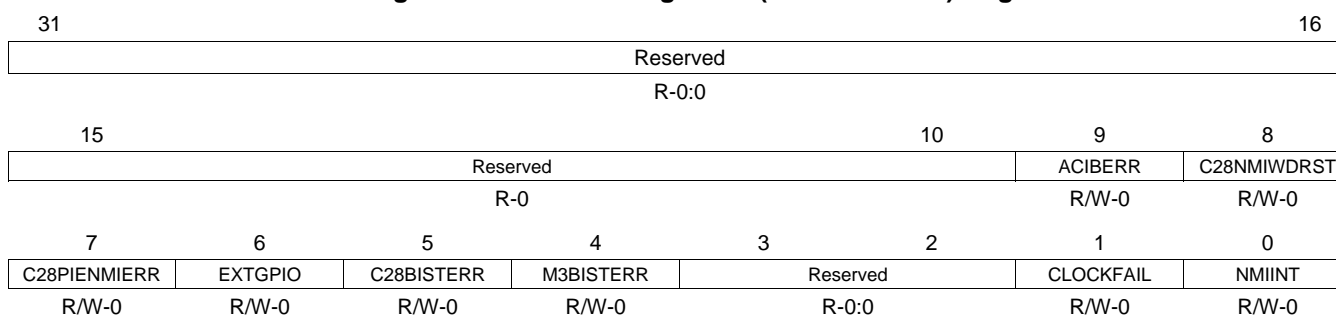 31 16
Reserved
R-0:0
15 10 9 8
Reserved ACIBERR C28NMIWDRST
R-0 R/W-0 R/W-0
7 6 5 4 3 2 1 0
C28PIENMIERR EXTGPIO C28BISTERR M3BISTERR Reserved CLOCKFAIL NMIINT
R/W-0 R/W-0 R/W-0 R/W-0 R-0:0 R/W-0 R/W-0